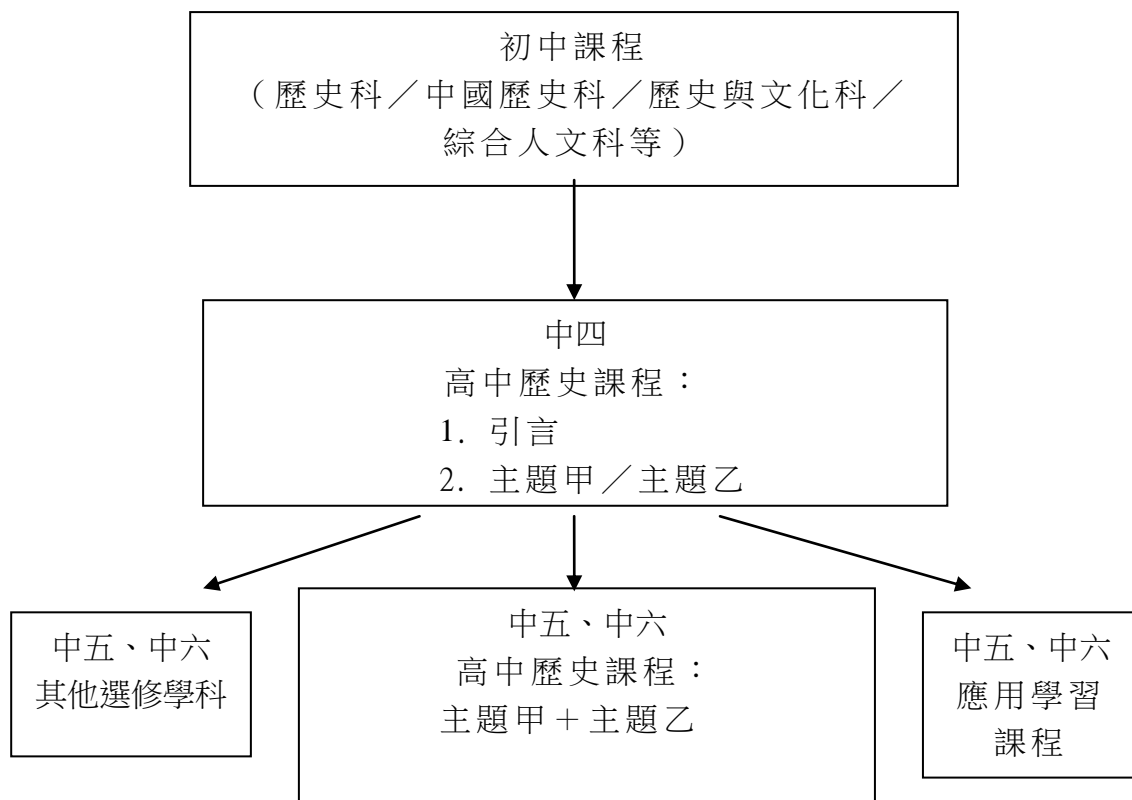 初中課程
（歷史科／中國歷史科／歷史與文化科／
綜合人文科等）
中四
高中歷史課程：
1. 引言
2. 主題甲／主題乙
中五、中六
其他選修學科
中五、中六
高中歷史課程：
主題甲＋主題乙
中五、中六
應用學習
課程